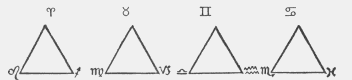 ♈ ♉ ♊ ♋
♌ ♐ ♍ ♑ ♎ ♒ ♏ ♓